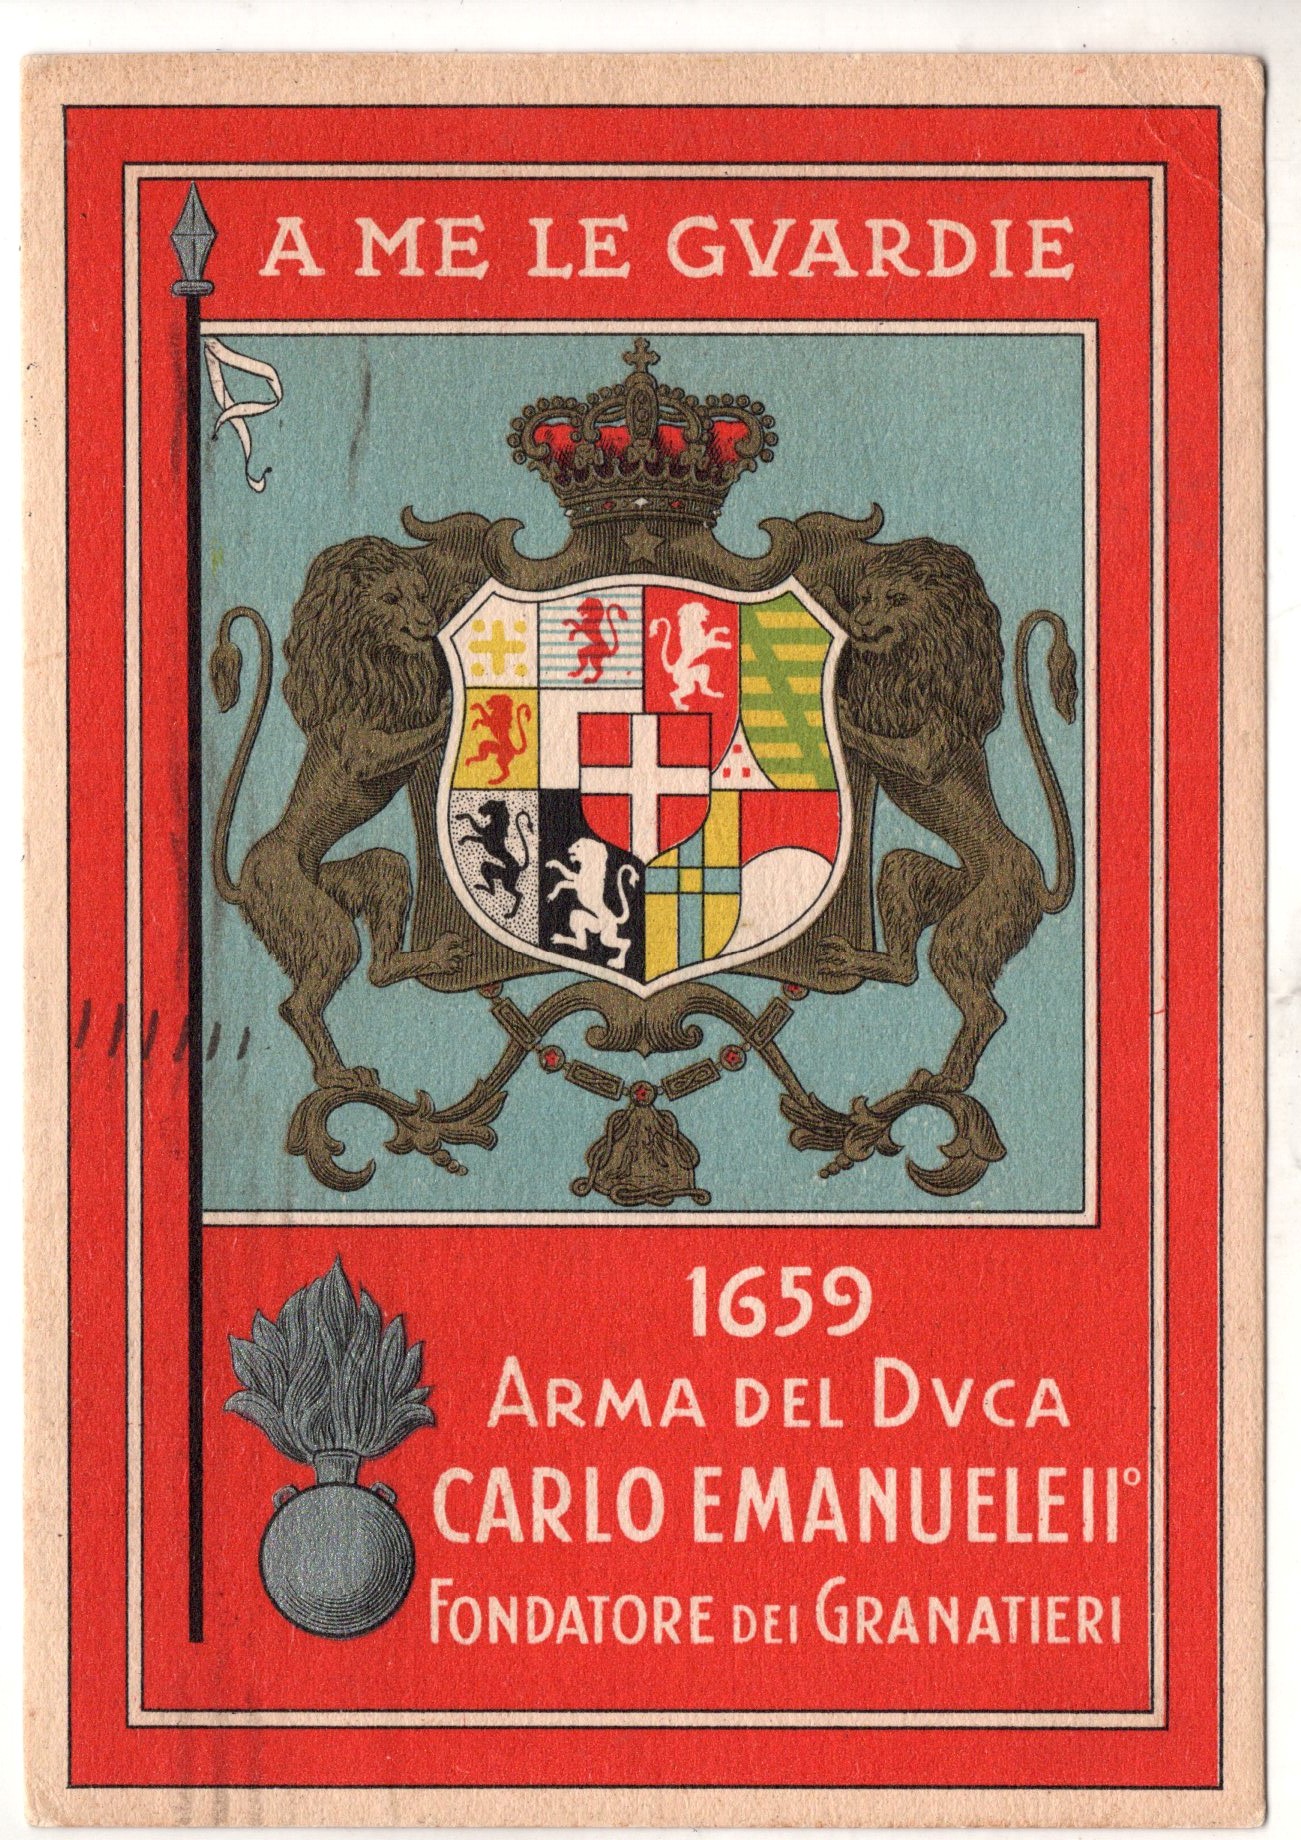 A ME LE GVARDIE
1659
ARMA DEL DVCA
CARLO EMANUELE II°
FONDATORE DEI GRANATIERI